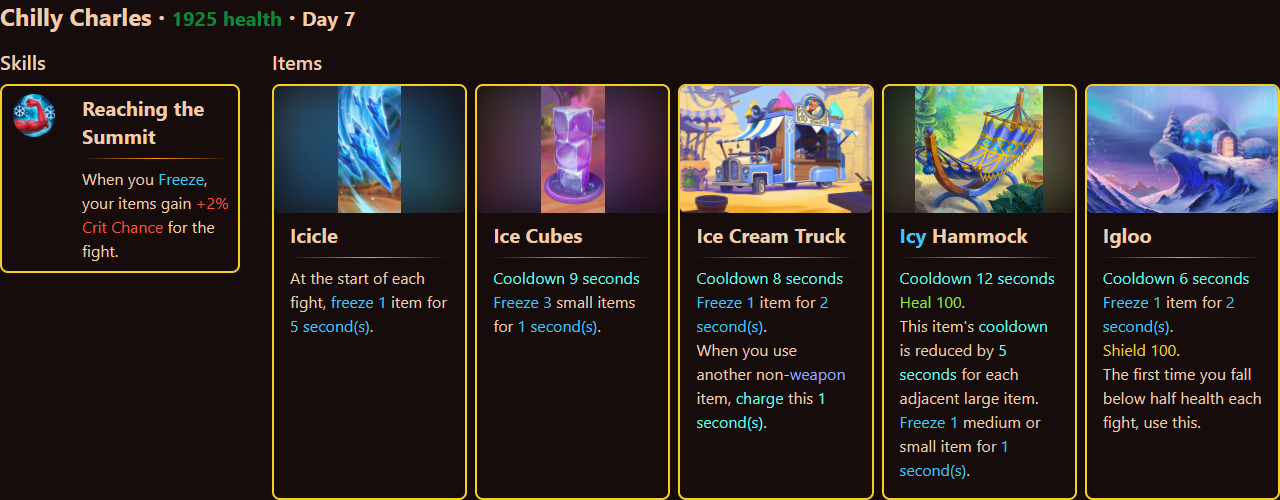 Chilly Charles · 1925 health · Day 7
Skills
Reaching the
Summit
When you Freeze,
your items gain +2%
Crit Chance for the
fight.
Items
Icicle
At the start of each
fight, freeze 1 item for
5 second(s).
Ice Cubes
Cooldown 9 seconds
Freeze 3 small items
for 1 second(s).
Ice Cream Truck
Cooldown 8 seconds
Freeze 1 item for 2
second(s).
When you use
another non-weapon
item, charge this 1
second(s).
Icy Hammock
Cooldown 12 seconds
Heal 100.
This item's cooldown
is reduced by 5
seconds for each
adjacent large item.
Freeze 1 medium or
small item for 1
second(s).
Igloo
Cooldown 6 seconds
Freeze 1 item for 2
second(s).
Shield 100.
The first time you fall
below half health each
fight, use this.